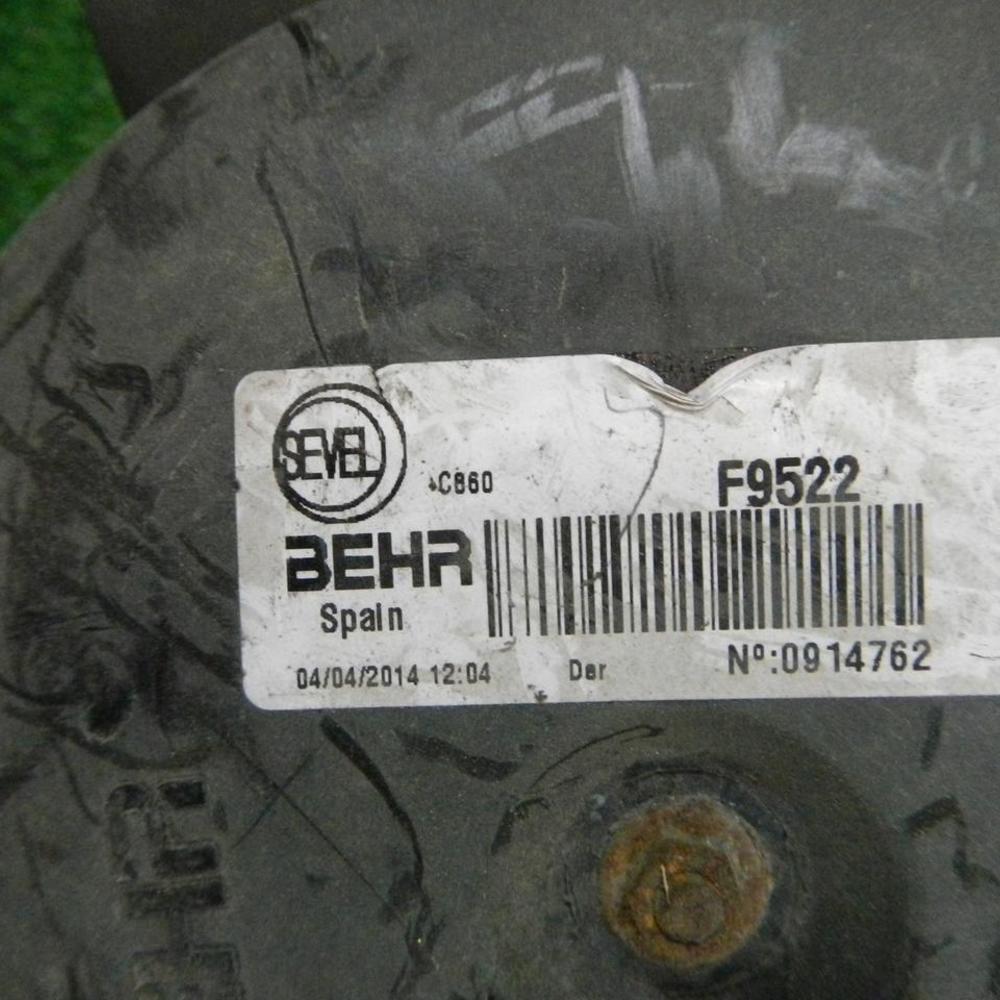 SEVEL
C860
F9522
BEHR
Spain
04/04/2014 12:04
Der
Nº:0914762